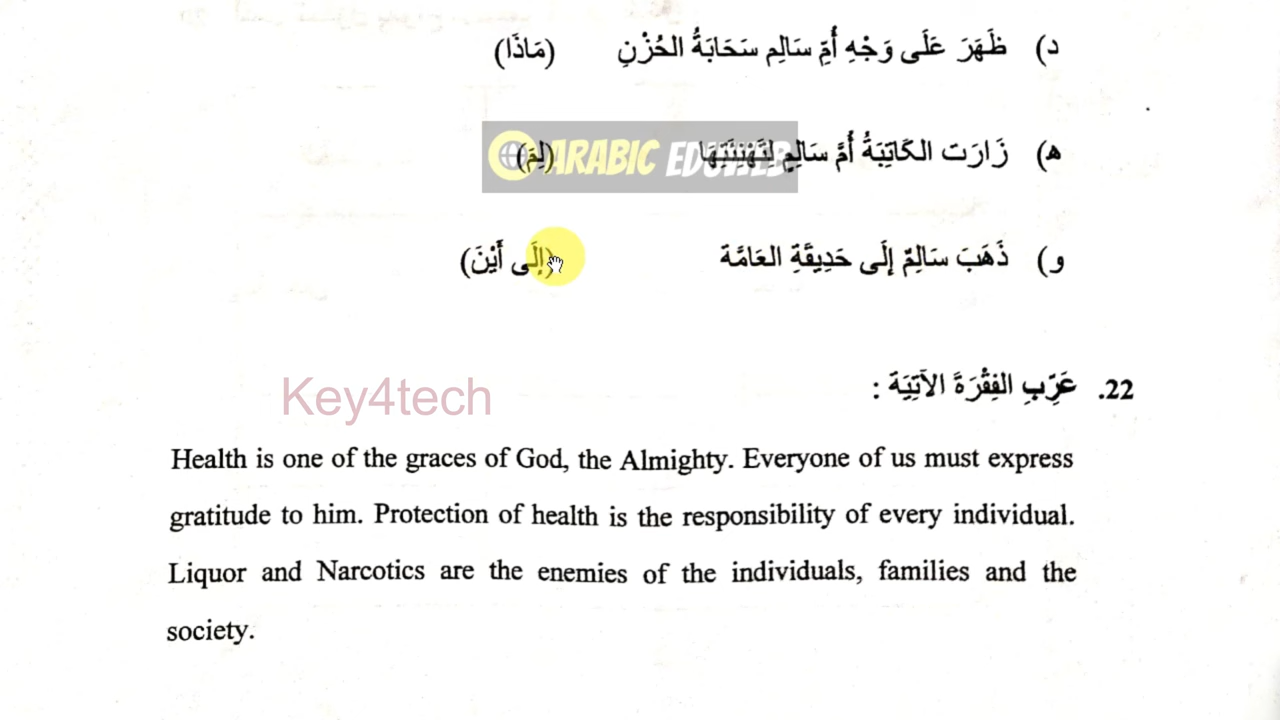 د) ظَهَرَ عَلَى وَجْهِ أُمِّ سَالِم سَحَابَةُ الحُزْنِ (مَاذَا)
ARABIC EDUWEB
ه) زَارَت الكَاتِبَةُ أُمَّ سَالِمٍ لِتَهْنِئَتِهَا (لِمَ)
و) ذَهَبَ سَالِمٌ إِلَى حَدِيقَةِ العَامَّة (إِلَى أَيْنَ)
22. عَرِّبِ الفِقْرَةَ الآتِيَة :
Key4tech
Health is one of the graces of God, the Almighty. Everyone of us must express
gratitude to him. Protection of health is the responsibility of every individual.
Liquor and Narcotics are the enemies of the individuals, families and the
society.